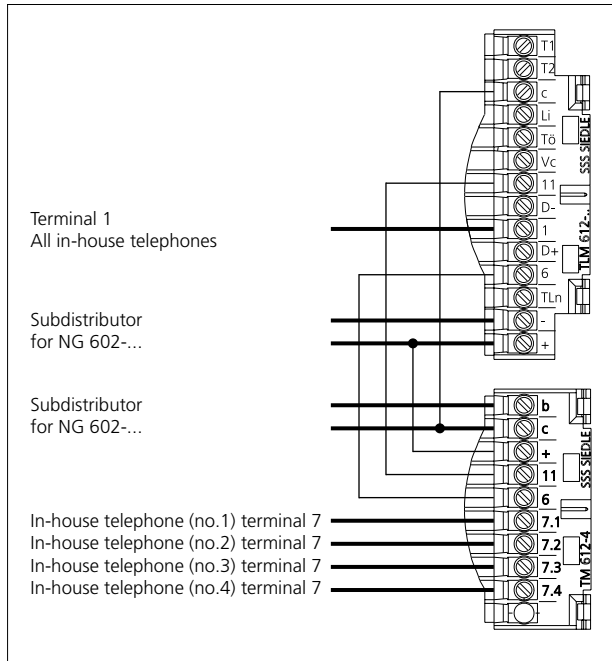 T1
T2
c
Li
Tö
Vc
11
D-
Terminal 1
All in-house telephones
1
D+
6
TLn
Subdistributor
for NG 602-...
-
+
SSS SIEDLE
TLM 612-..
Subdistributor
for NG 602-...
b
c
+
11
6
In-house telephone (no.1) terminal 7
7.1
In-house telephone (no.2) terminal 7
7.2
In-house telephone (no.3) terminal 7
7.3
In-house telephone (no.4) terminal 7
7.4
SSS SIEDLE
TM 612-4